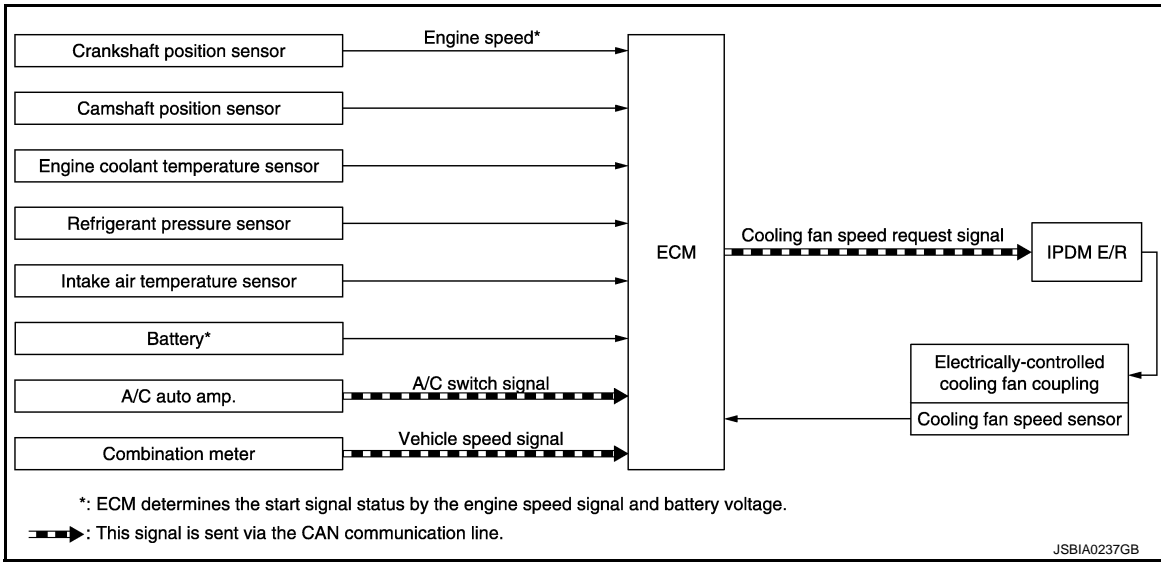 Crankshaft position sensor
Engine speed*
Camshaft position sensor
Engine coolant temperature sensor
Refrigerant pressure sensor
Intake air temperature sensor
Battery*
A/C auto amp.
A/C switch signal
Combination meter
Vehicle speed signal
ECM
Cooling fan speed request signal
IPDM E/R
Electrically-controlled
cooling fan coupling
Cooling fan speed sensor
*: ECM determines the start signal status by the engine speed signal and battery voltage.
: This signal is sent via the CAN communication line.
JSBIA0237GB